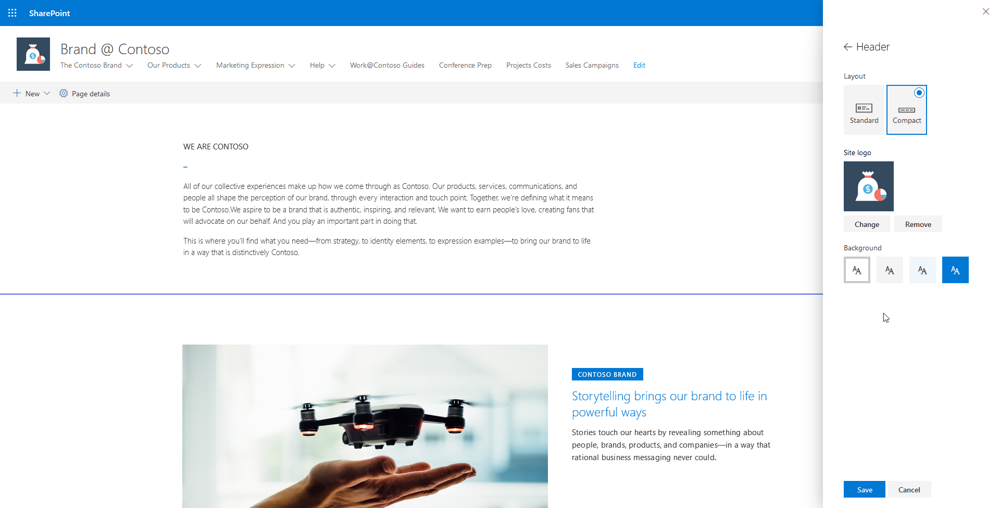 SharePoint
Brand @ Contoso
The Contoso Brand Our Products Marketing Expression Help Work@Contoso Guides Conference Prep Projects Costs Sales Campaigns Edit
New Page details
WE ARE CONTOSO
All of our collective experiences make up how we come through as Contoso. Our products, services, communications, and
people all shape the perception of our brand, through every interaction and touch point. Together, we’re defining what it means
to be Contoso.We aspire to be a brand that is authentic, inspiring, and relevant. We want to earn people’s love, creating fans that
will advocate on our behalf. And you play an important part in doing that.
This is where you’ll find what you need—from strategy, to identity elements, to expression examples—to bring our brand to life
in a way that is distinctively Contoso.
CONTOSO BRAND
Storytelling brings our brand to life in
powerful ways
Stories touch our hearts by revealing something about
people, brands, products, and companies—in a way that
rational business messaging never could.
Header
Layout
Standard Compact
Site logo
$
Change Remove
Background
AA AA AA AA
Save Cancel